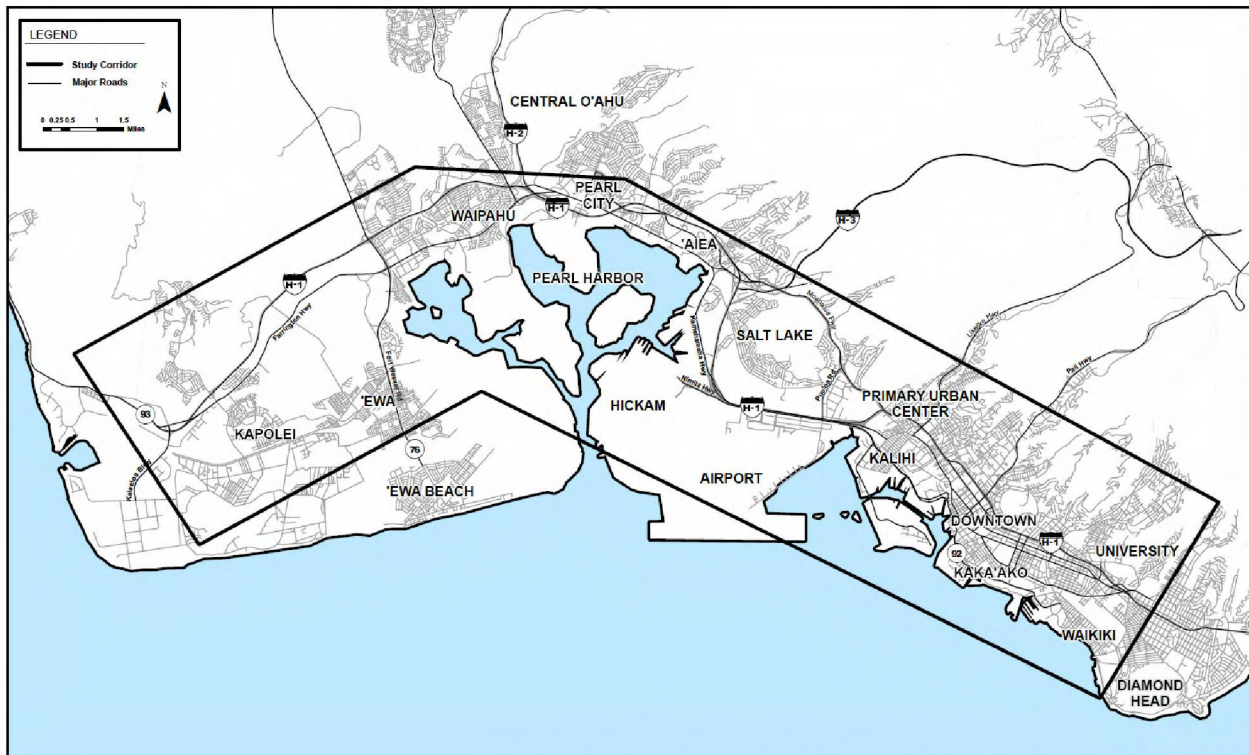 LEGEND
Study Corridor
Major Roads
N
0 0.25 0.5 1 1.5
Miles
CENTRAL O'AHU
H-2
PEARL
CITY
H-1
WAIPAHU
H-3
'AIEA
PEARL HARBOR
H-1
Farrington Hwy
Moanalua Fwy
Likelike Hwy
Kamehameha Hwy
SALT LAKE
Fort Weaver Rd
Pali Hwy
Nimitz Hwy
Puuloa Rd
'EWA
HICKAM
H-1
PRIMARY URBAN
CENTER
93
KAPOLEI
76
KALIHI
Kalaeloa Blvd
AIRPORT
'EWA BEACH
DOWNTOWN
H-1
92
UNIVERSITY
KAKA'AKO
WAIKIKI
DIAMOND
HEAD